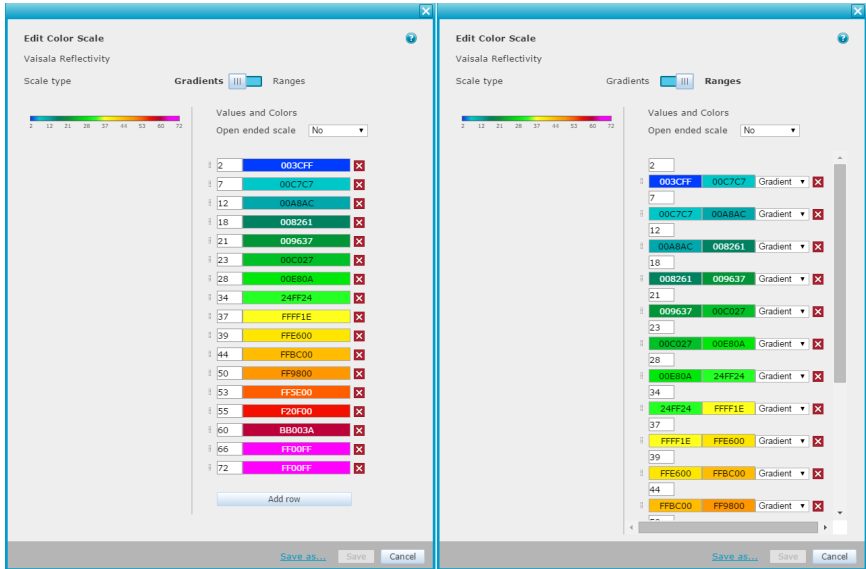 Edit Color Scale
Vaisala Reflectivity
Scale type Gradients Ranges
2 12 21 28 37 44 53 60 72
Values and Colors
Open ended scale No
2 003CFF
7 00C7C7
12 00A8AC
18 008261
21 009637
23 00C027
28 00E80A
34 24FF24
37 FFFF1E
39 FFE600
44 FFBC00
50 FF9800
53 FF5E00
55 F20F00
60 BB003A
66 FF00FF
72 FF00FF
Add row
Save as... Save Cancel
Edit Color Scale
Vaisala Reflectivity
Scale type Gradients Ranges
2 12 21 28 37 44 53 60 72
Values and Colors
Open ended scale No
2
003CFF 00C7C7 Gradient
7
00C7C7 00A8AC Gradient
12
00A8AC 008261 Gradient
18
008261 009637 Gradient
21
009637 00C027 Gradient
23
00C027 00E80A Gradient
28
00E80A 24FF24 Gradient
34
24FF24 FFFF1E Gradient
37
FFFF1E FFE600 Gradient
39
FFE600 FFBC00 Gradient
44
FFBC00 FF9800 Gradient
Save as... Save Cancel